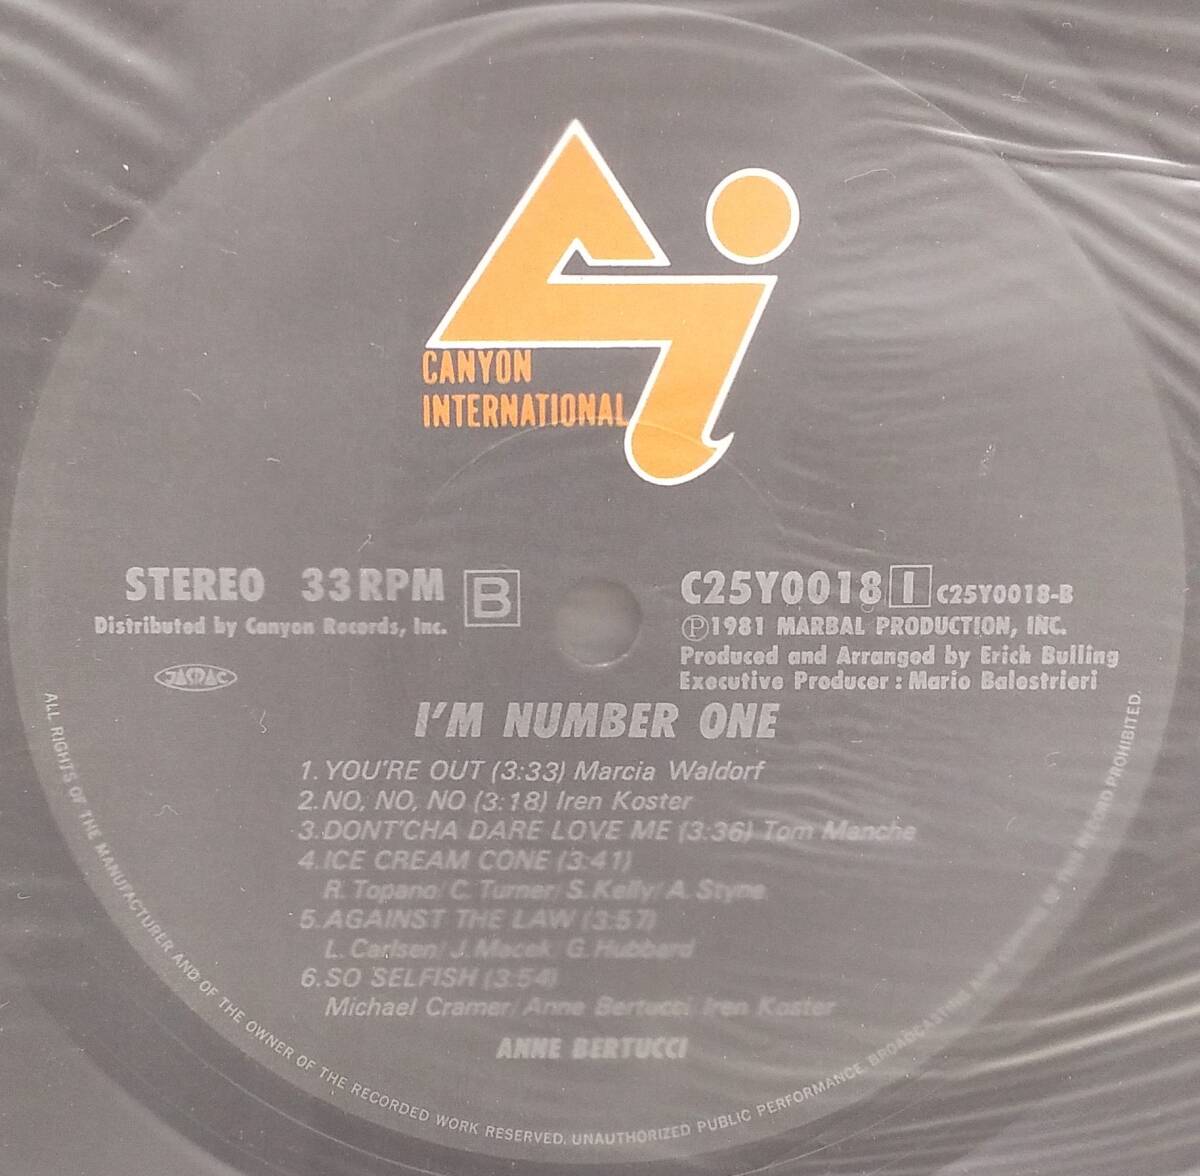 CANYON
INTERNATIONAL
STEREO 33RPM B
Distributed by Canyon Records, Inc.
JASRAC
C25Y0018 I C25Y0018-B
Ⓟ1981 MARBAL PRODUCTION, INC.
Produced and Arranged by Erich Bulling
Executive Producer : Mario Balestrieri
I'M NUMBER ONE
1. YOU'RE OUT (3:33) Marcia Waldorf
2. NO, NO, NO (3:18) Iren Koster
3. DONT'CHA DARE LOVE ME (3:36) Tom Manche
4. ICE CREAM CONE (3:41)
R. Topano/C. Turner/S. Kelly/A. Styne
5. AGAINST THE LAW (3:57)
L. Carlsen/J. Macek/G. Hubbard
6. SO SELFISH (3:54)
Michael Cramer/Anne Bertucci/Iren Koster
ANNE BERTUCCI
ALL RIGHTS OF THE MANUFACTURER AND OF THE OWNER OF THE RECORDED WORK RESERVED. UNAUTHORIZED PUBLIC PERFORMANCE, BROADCASTING AND COPYING OF THIS RECORD PROHIBITED.